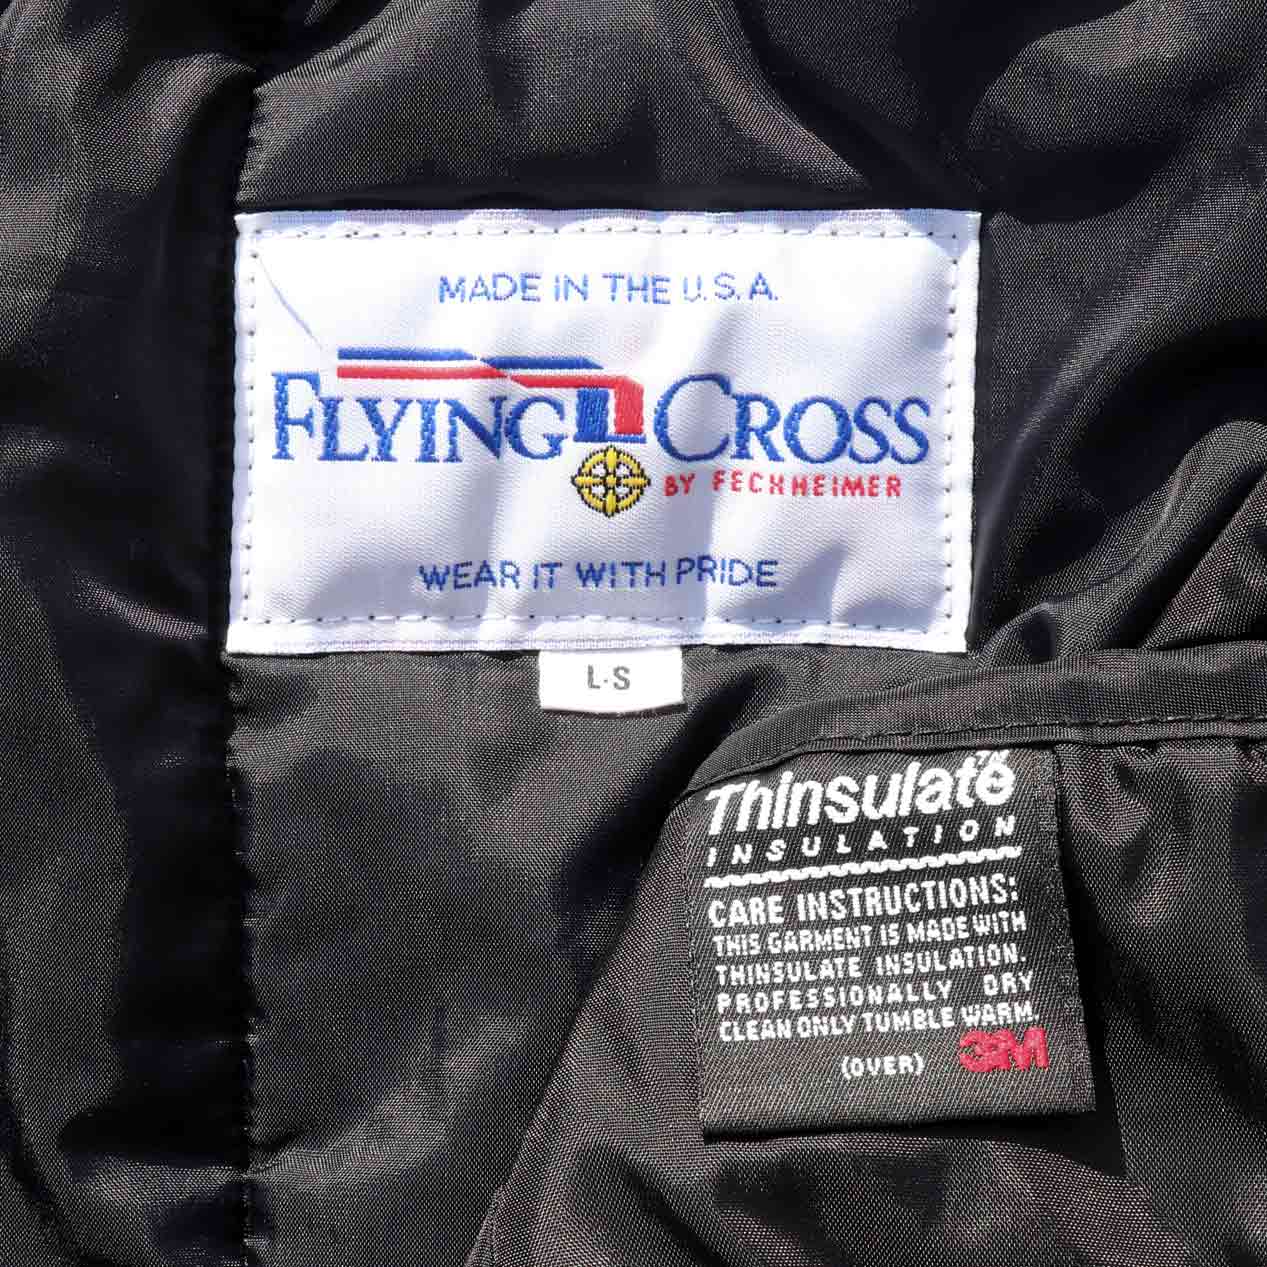 MADE IN THE U.S.A.
FLYING CROSS
BY FECHHEIMER
WEAR IT WITH PRIDE
L-S
Thinsulate™
INSULATION
CARE INSTRUCTIONS:
THIS GARMENT IS MADE WITH
THINSULATE INSULATION.
PROFESSIONALLY DRY
CLEAN ONLY TUMBLE WARM.
(OVER) 3M